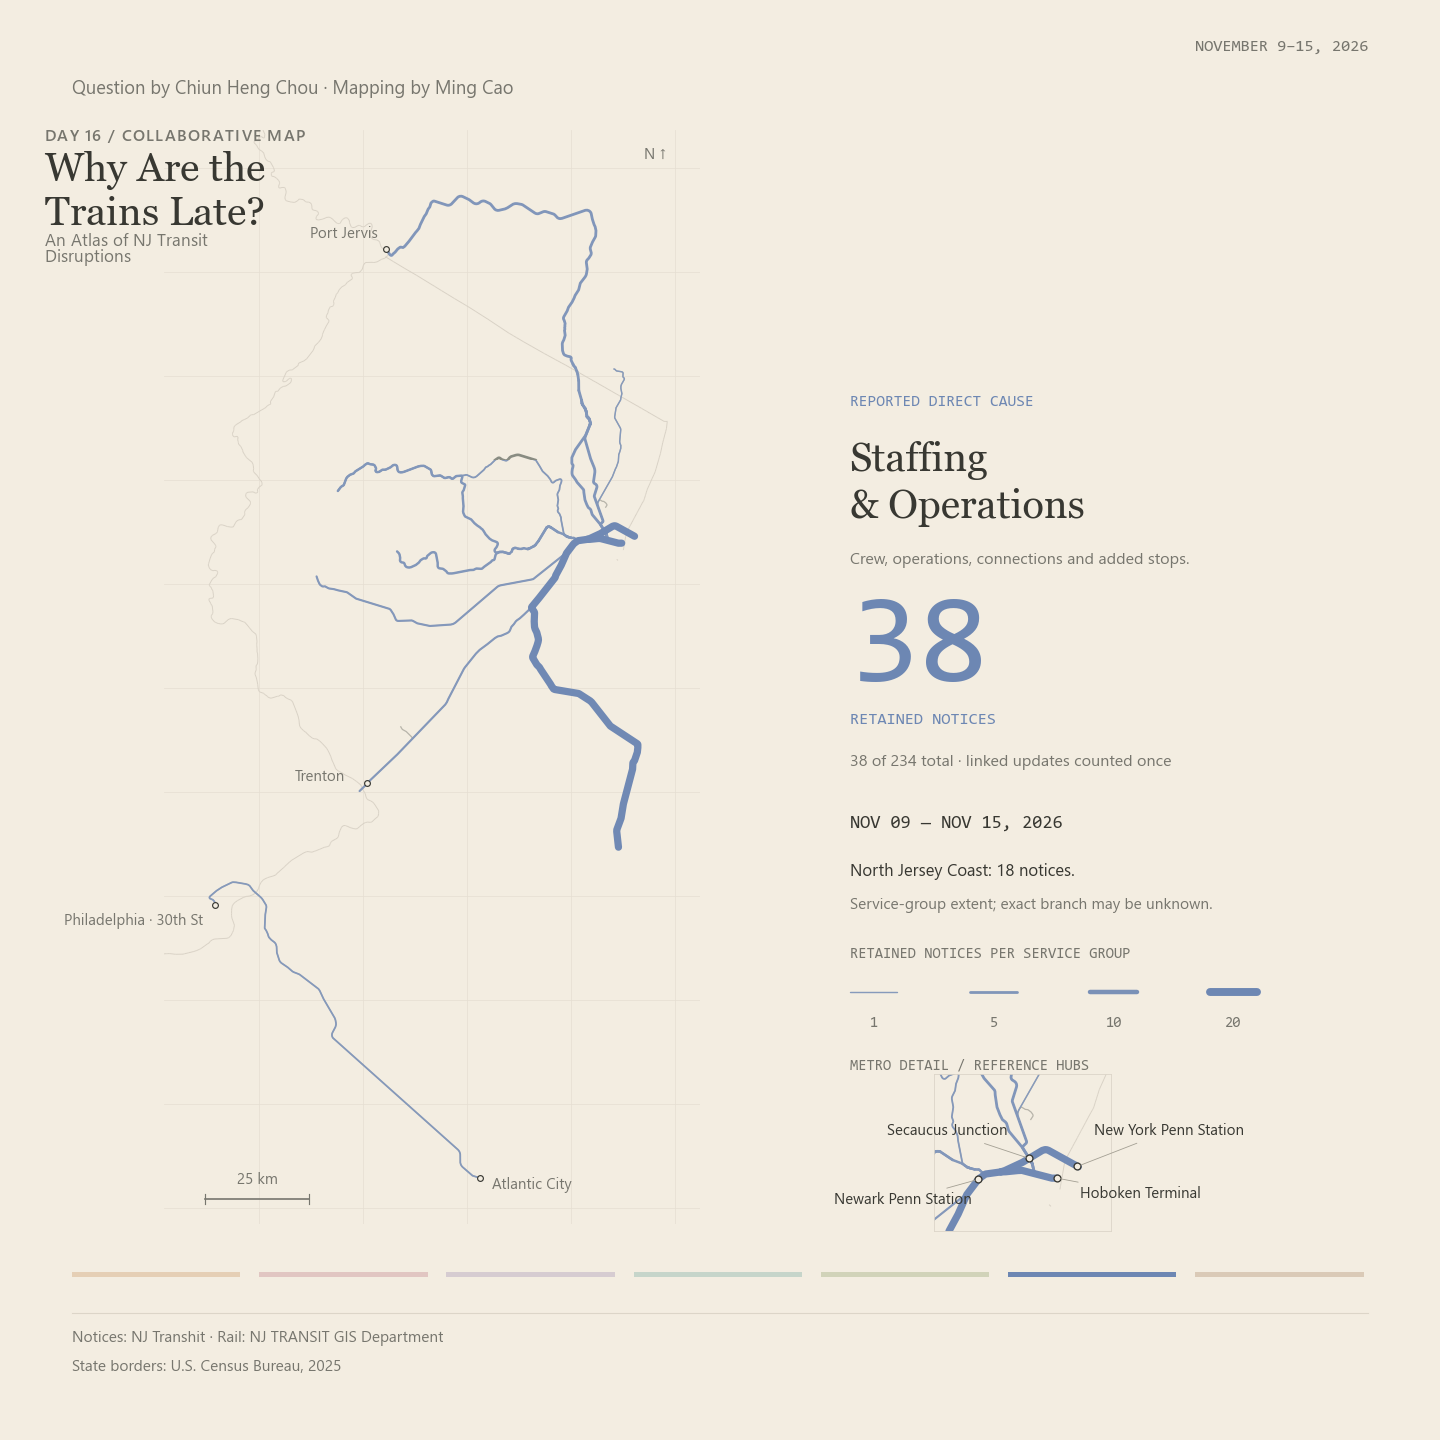 NOVEMBER 9–15, 2026
Question by Chiun Heng Chou · Mapping by Ming Cao
DAY 16 / COLLABORATIVE MAP
Why Are the
Trains Late?
An Atlas of NJ Transit
Disruptions
N ↑
Port Jervis
Trenton
Philadelphia · 30th St
25 km
Atlantic City
REPORTED DIRECT CAUSE
Staffing
& Operations
Crew, operations, connections and added stops.
38
RETAINED NOTICES
38 of 234 total · linked updates counted once
NOV 09 — NOV 15, 2026
North Jersey Coast: 18 notices.
Service-group extent; exact branch may be unknown.
RETAINED NOTICES PER SERVICE GROUP
1 5 10 20
METRO DETAIL / REFERENCE HUBS
Secaucus Junction
New York Penn Station
Newark Penn Station
Hoboken Terminal
Notices: NJ Transhit · Rail: NJ TRANSIT GIS Department
State borders: U.S. Census Bureau, 2025